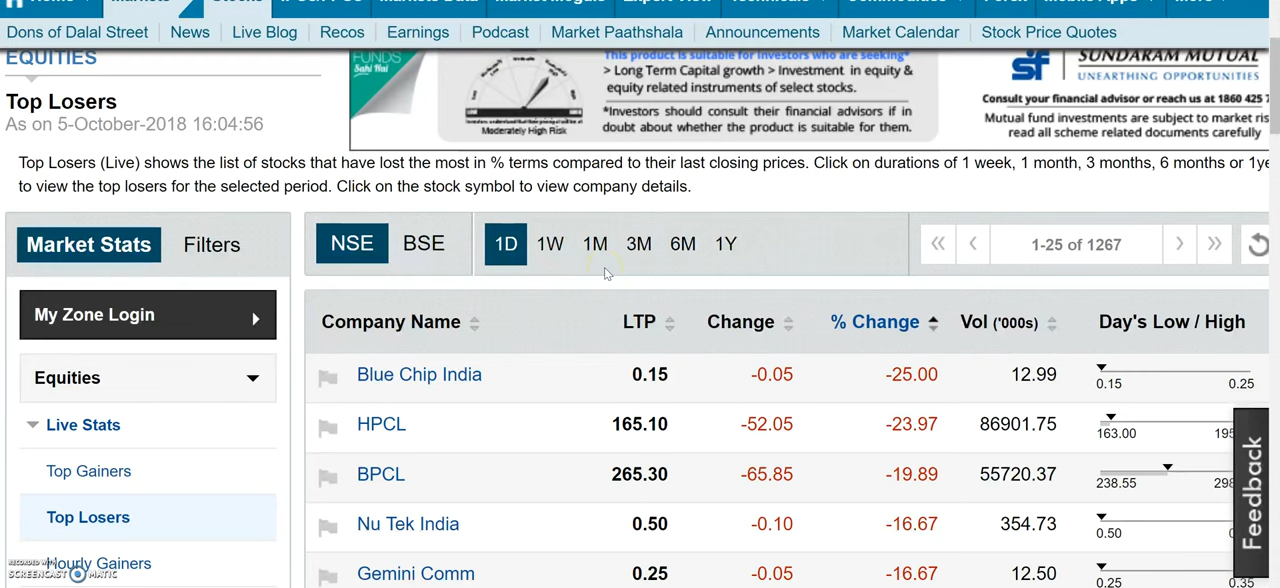 Dons of Dalal Street News Live Blog Recos Earnings Podcast Market Paathshala Announcements Market Calendar Stock Price Quotes
EQUITIES
Top Losers
As on 5-October-2018 16:04:56
FUNDS
Sahi Hai
Moderately High Risk
This product is suitable for investors who are seeking*
> Long Term Capital growth > Investment in equity &
equity related instruments of select stocks.
*Investors should consult their financial advisors if in
doubt about whether the product is suitable for them.
SUNDARAM MUTUAL
UNEARTHING OPPORTUNITIES
Consult your financial advisor or reach us at 1860 425 7
Mutual fund investments are subject to market ris
read all scheme related documents carefully
Top Losers (Live) shows the list of stocks that have lost the most in % terms compared to their last closing prices. Click on durations of 1 week, 1 month, 3 months, 6 months or 1ye
to view the top losers for the selected period. Click on the stock symbol to view company details.
Market Stats Filters
My Zone Login
Equities
Live Stats
Top Gainers
Top Losers
Hourly Gainers
NSE BSE 1D 1W 1M 3M 6M 1Y 1-25 of 1267
Company Name LTP Change % Change Vol ('000s) Day's Low / High
Blue Chip India 0.15 -0.05 -25.00 12.99 0.15 0.25
HPCL 165.10 -52.05 -23.97 86901.75 163.00 195
BPCL 265.30 -65.85 -19.89 55720.37 238.55 298
Nu Tek India 0.50 -0.10 -16.67 354.73 0.50
Gemini Comm 0.25 -0.05 -16.67 12.50 0.25 0.35
Feedback
RECORDED WITH
SCREENCAST MATIC